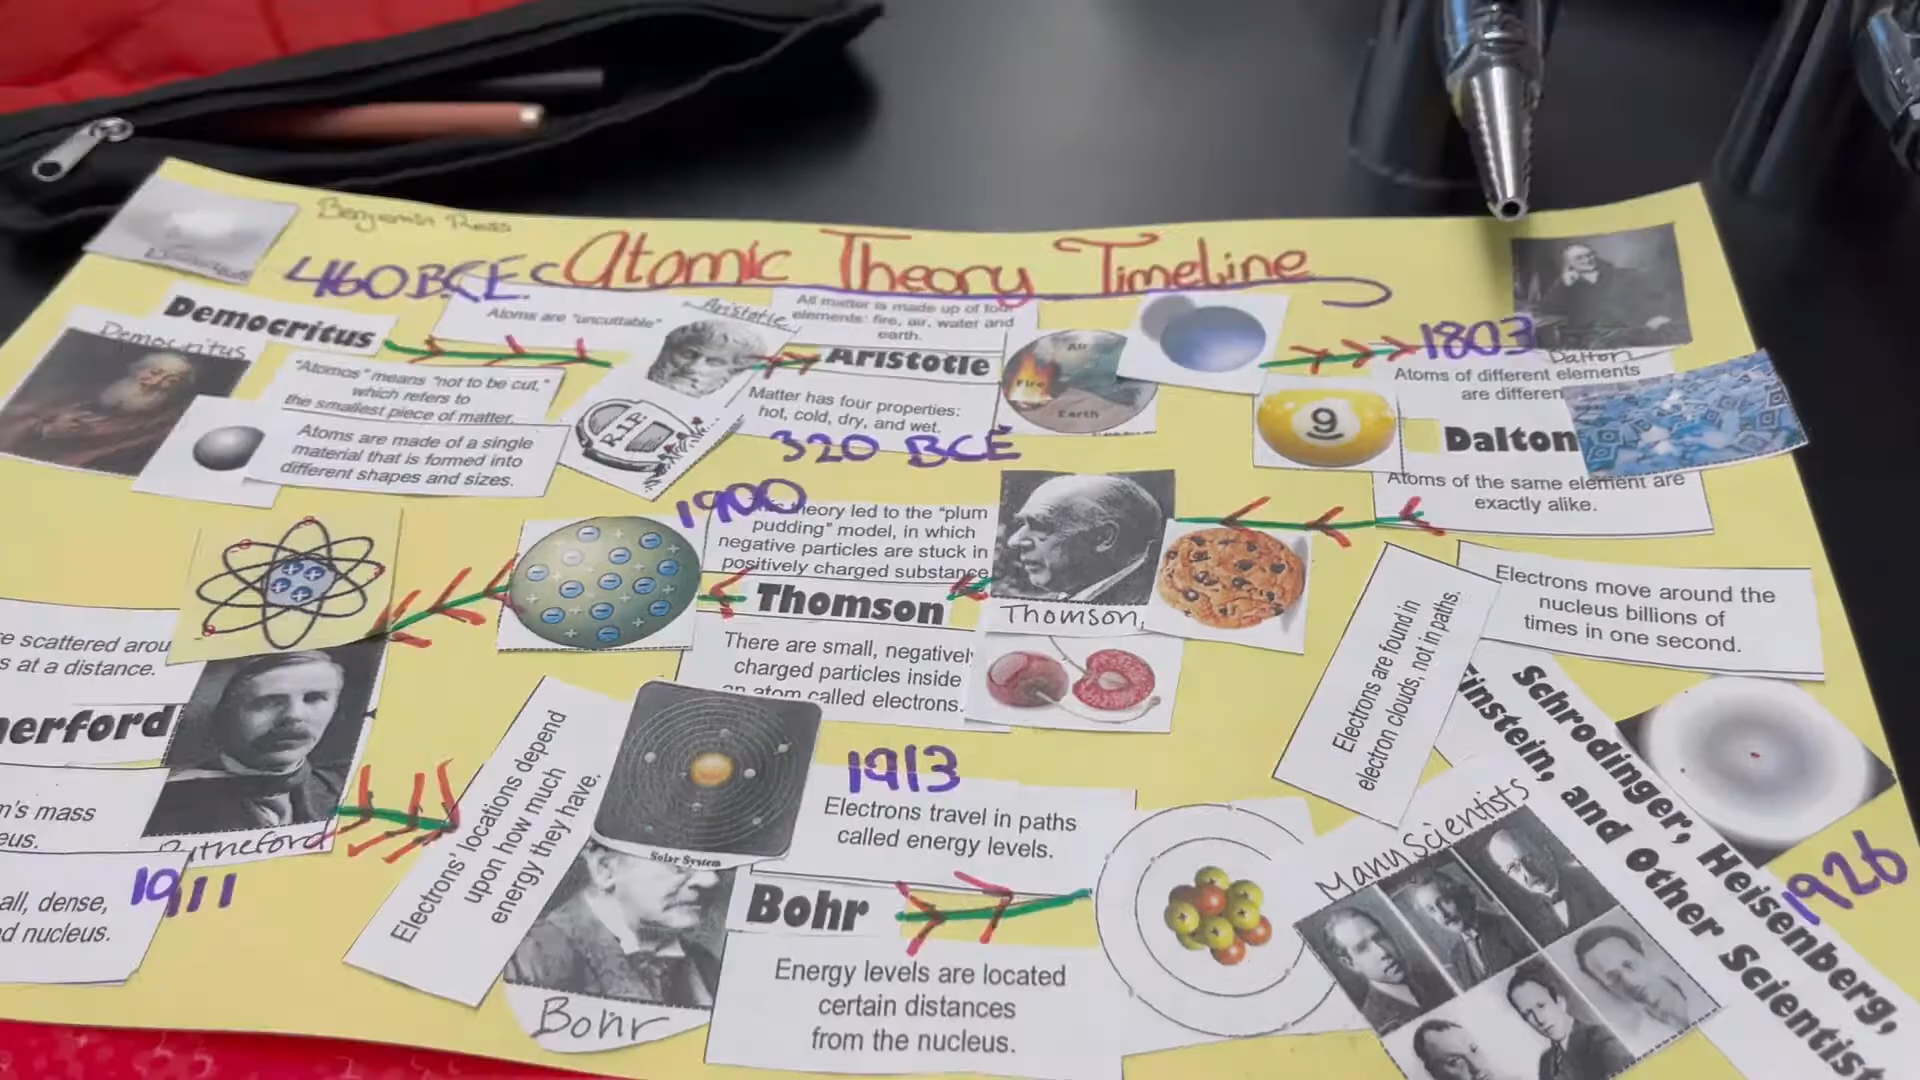 Benjamin Ross
Atomic Theory Timeline
460 BCE
Democritus
Democritus
Atoms are "uncuttable"
"Atomos" means "not to be cut,"
which refers to
the smallest piece of matter.
Atoms are made of a single
material that is formed into
different shapes and sizes.
R.I.P
Aristotle
All matter is made up of four
elements: fire, air, water and
earth.
Aristotle
Matter has four properties:
hot, cold, dry, and wet.
320 BCE
Air
Fire
Earth
1803
Dalton
Atoms of different elements
are differen
9
Dalton
Atoms of the same element are
exactly alike.
1900
theory led to the "plum
pudding" model, in which
negative particles are stuck in
positively charged substance
Thomson
Thomson
There are small, negatively
charged particles inside
an atom called electrons.
e scattered arou
s at a distance.
erford
n's mass
eus.
all, dense,
d nucleus.
Rutheford
1911
Electrons' locations depend
upon how much
energy they have.
Solar System
1913
Electrons travel in paths
called energy levels.
Bohr
Bohr
Energy levels are located
certain distances
from the nucleus.
Electrons are found in
electron clouds, not in paths.
Electrons move around the
nucleus billions of
times in one second.
Schrodinger, Heisenberg,
Einstein, and Other Scientist
Many Scientists
1926